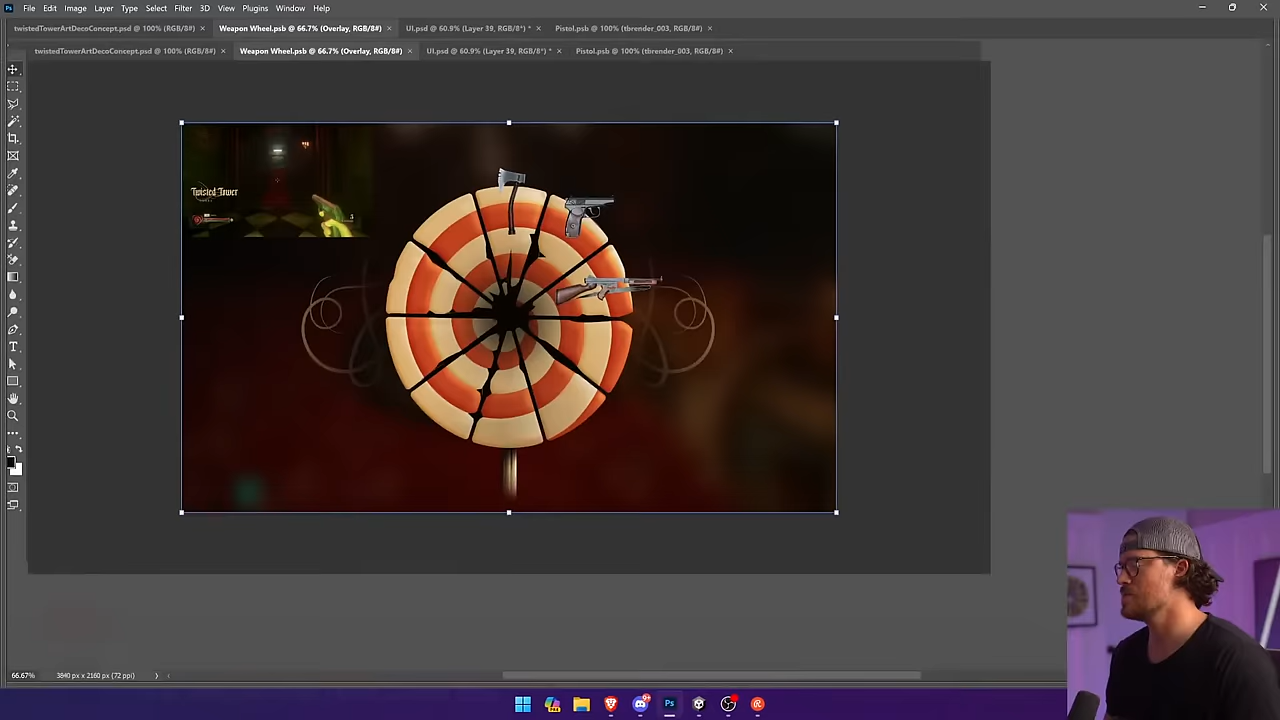 File Edit Image Layer Type Select Filter 3D View Plugins Window Help
twistedTowerArtDecoConcept.psd @ 100% (RGB/8#) × Weapon Wheel.psb @ 66.7% (Overlay, RGB/8#) × UI.psd @ 60.9% (Layer 39, RGB/8*) * × Pistol.psb @ 100% (tbrender_003, RGB/8*) ×
twistedTowerArtDecoConcept.psd @ 100% (RGB/8#) × Weapon Wheel.psb @ 66.7% (Overlay, RGB/8#) × UI.psd @ 60.9% (Layer 39, RGB/8*) * × Pistol.psb @ 100% (tbrender_003, RGB/8*) ×
Twisted Tower
66.67% 3840 px x 2160 px (72 ppi)